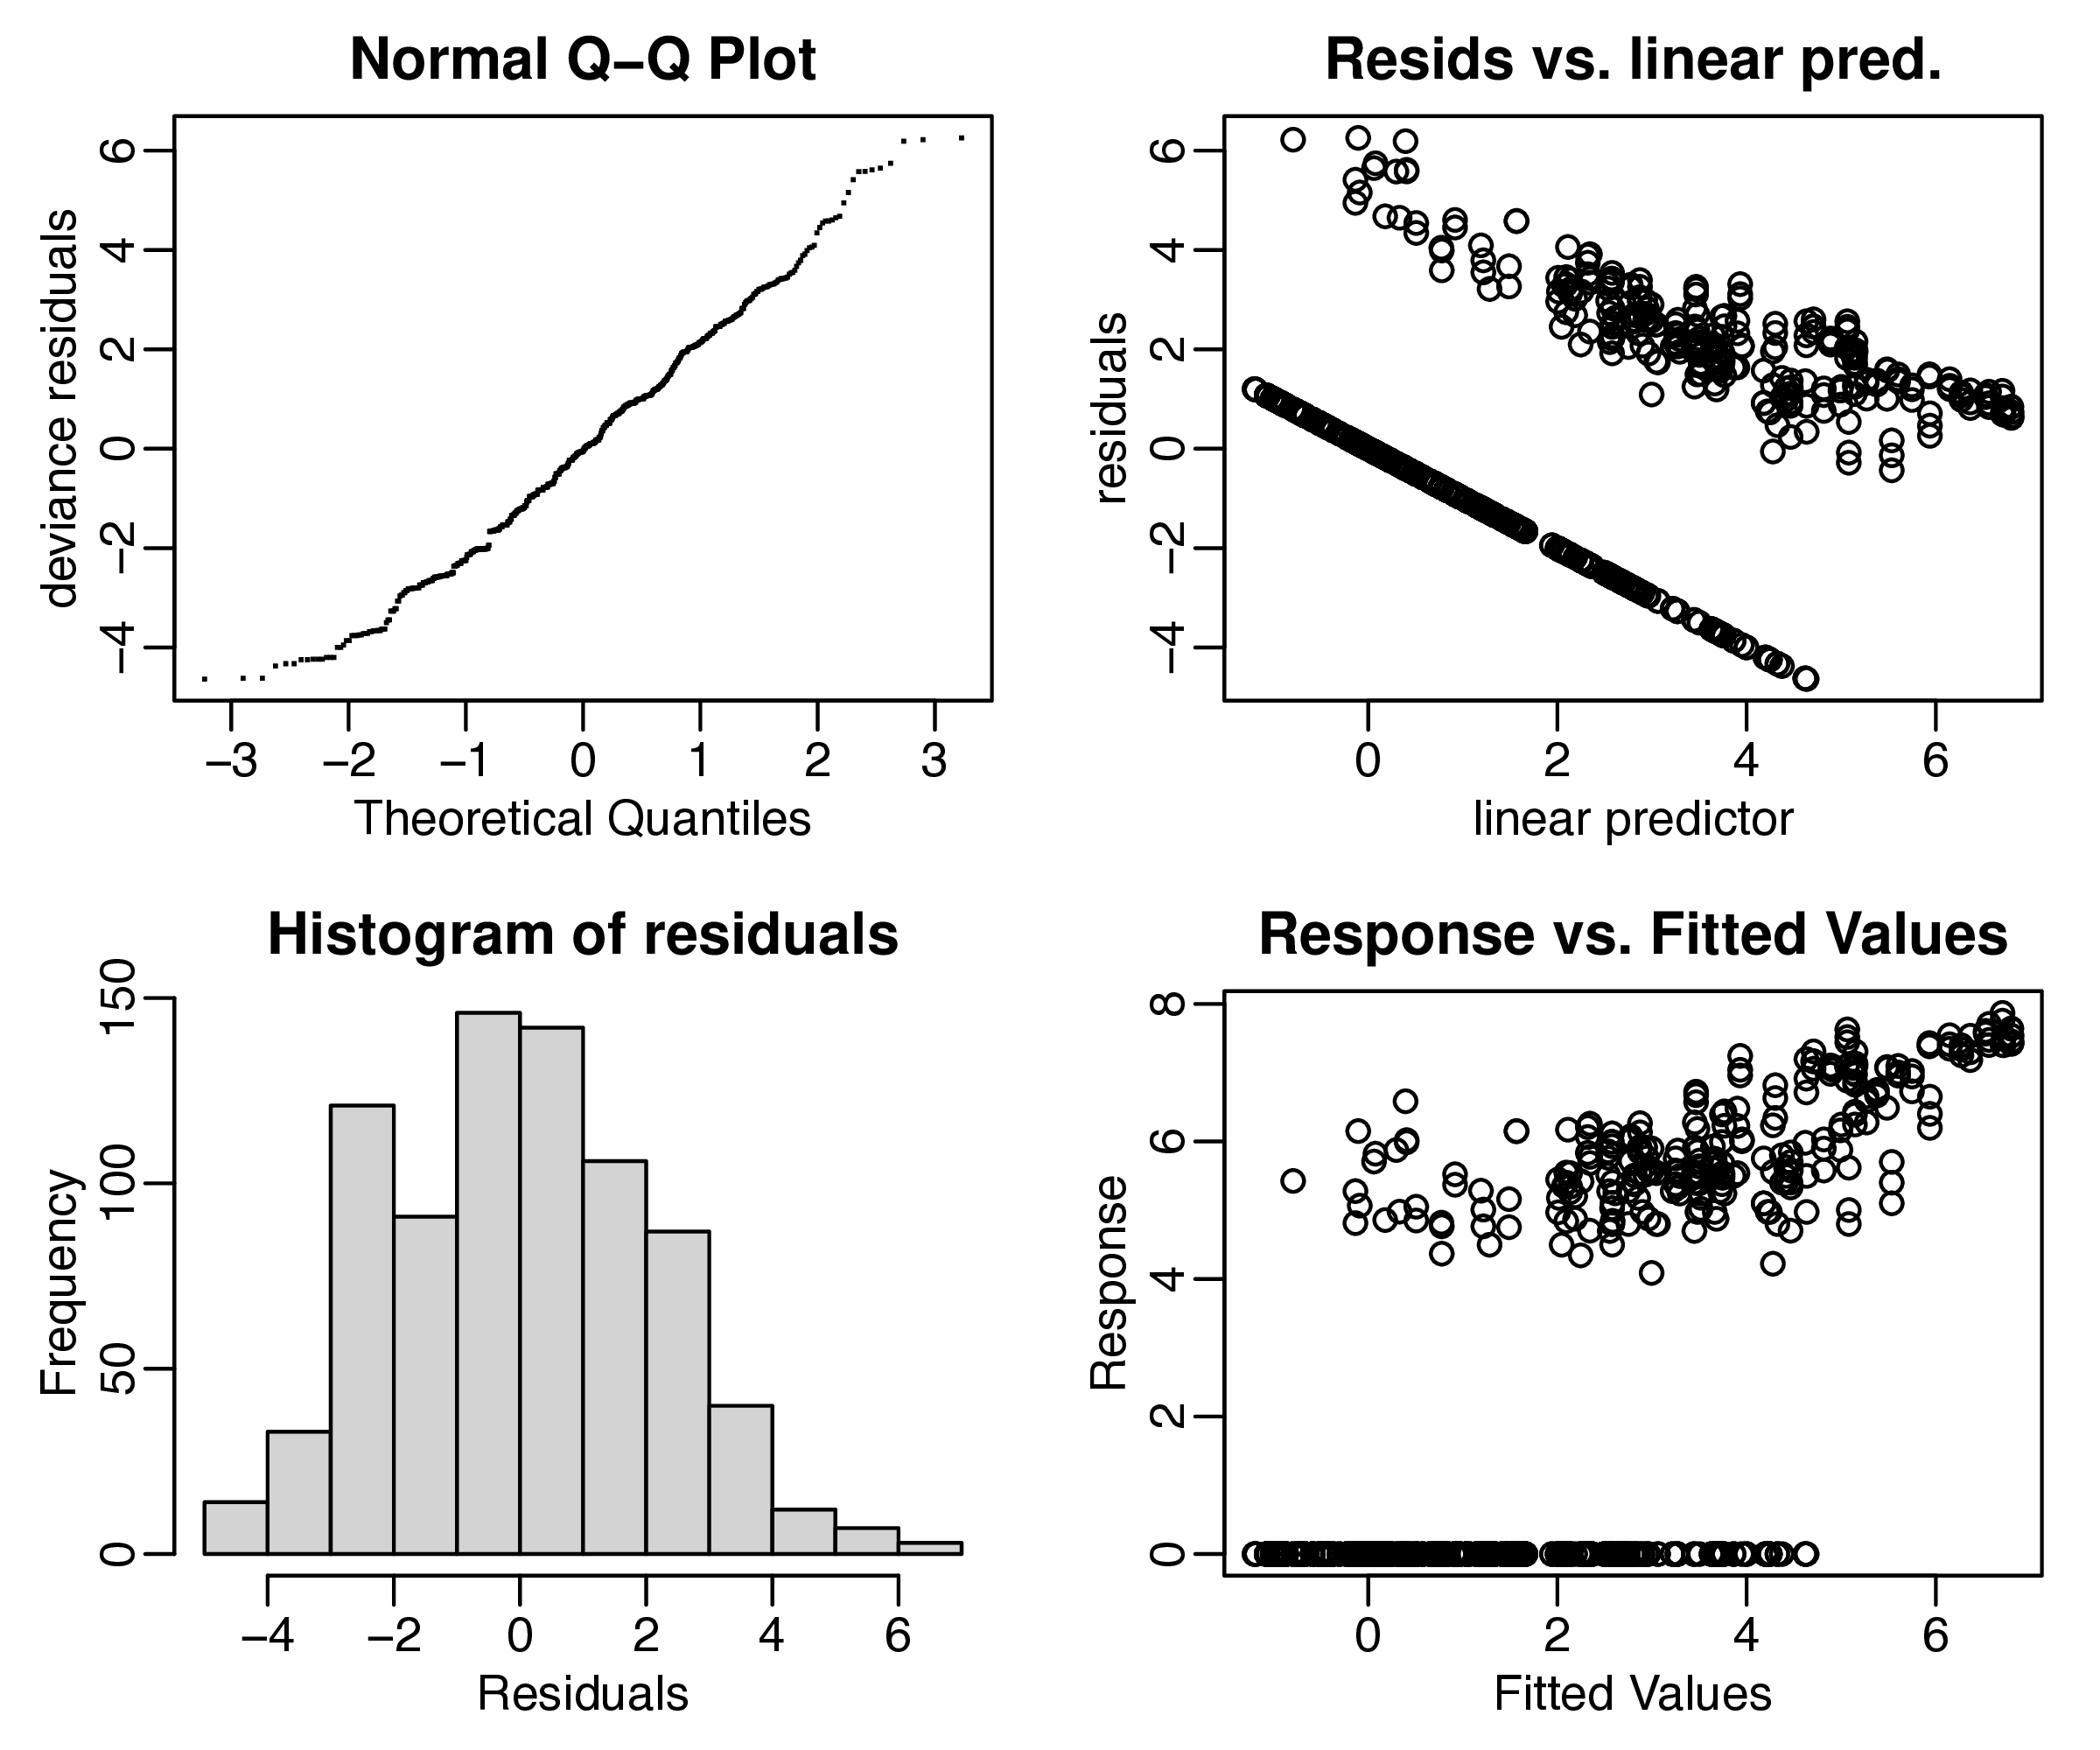 Normal Q−Q Plot
deviance residuals
6
4
2
0
−2
−4
−3 −2 −1 0 1 2 3
Theoretical Quantiles
Resids vs. linear pred.
residuals
6
4
2
0
−2
−4
0 2 4 6
linear predictor
Histogram of residuals
Frequency
150
100
50
0
−4 −2 0 2 4 6
Residuals
Response vs. Fitted Values
Response
8
6
4
2
0
0 2 4 6
Fitted Values